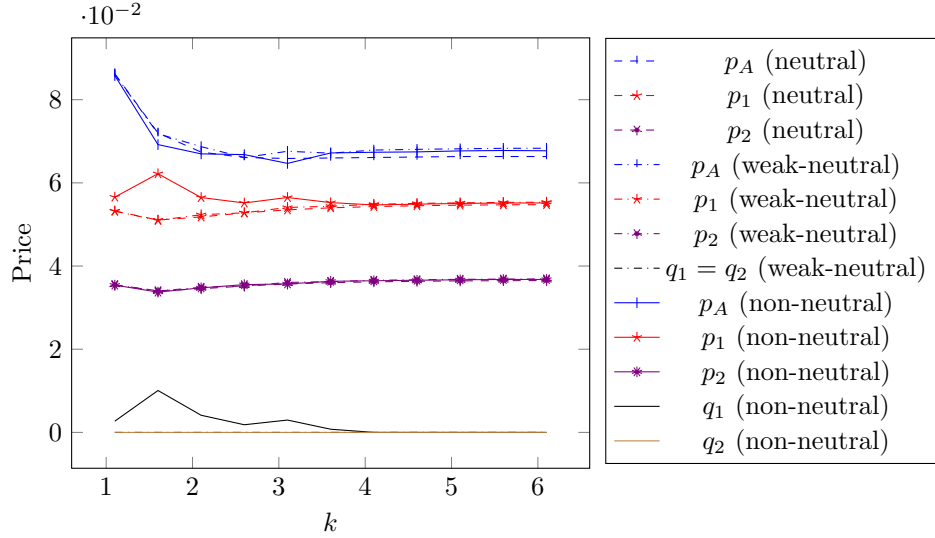 ·10⁻²
8
6
4
2
0
Price
1 2 3 4 5 6
k
p_A (neutral)
p_1 (neutral)
p_2 (neutral)
p_A (weak-neutral)
p_1 (weak-neutral)
p_2 (weak-neutral)
q_1 = q_2 (weak-neutral)
p_A (non-neutral)
p_1 (non-neutral)
p_2 (non-neutral)
q_1 (non-neutral)
q_2 (non-neutral)